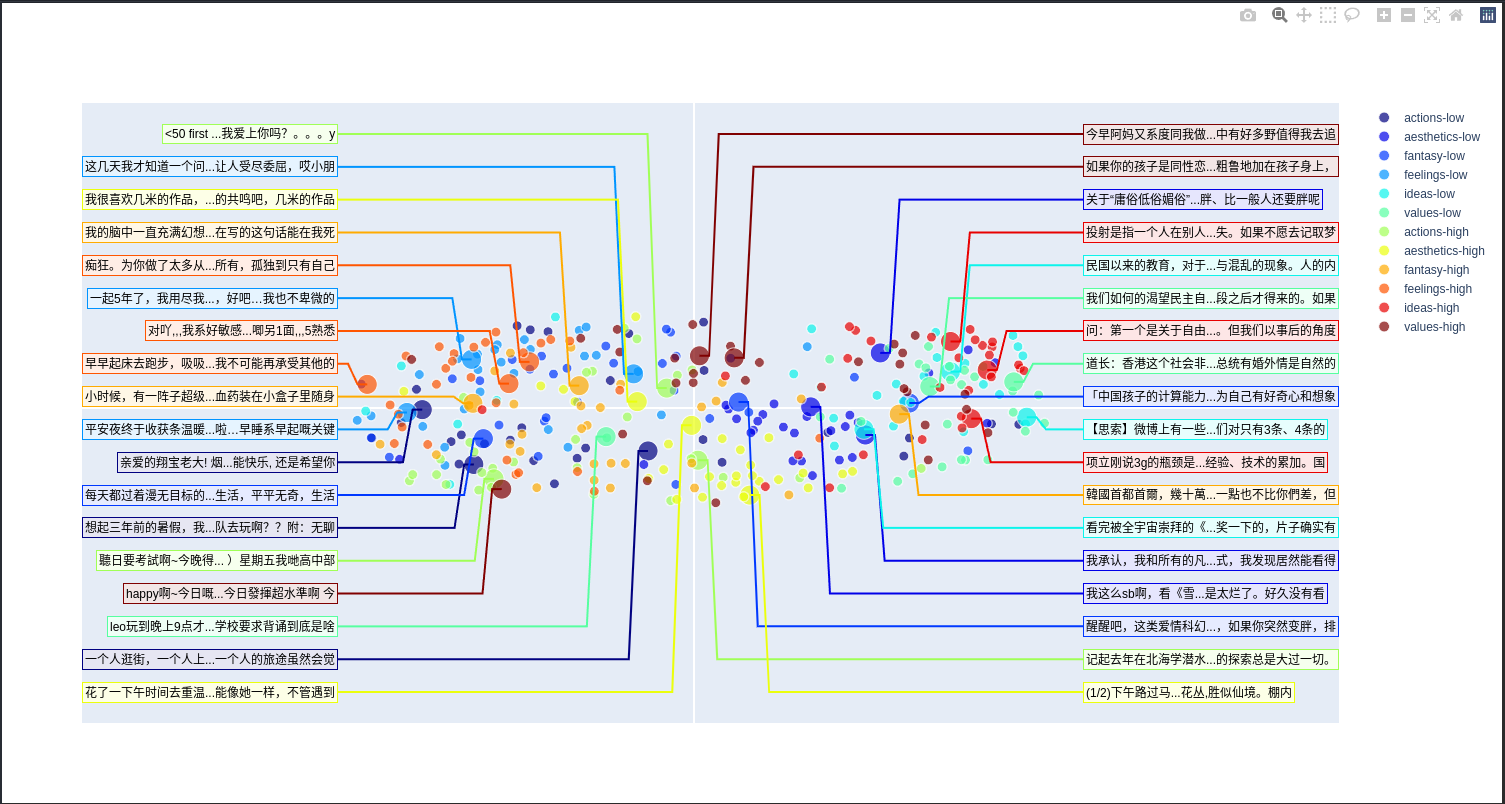 <50 first ...我爱上你吗？。。。y
这几天我才知道一个问...让人受尽委屈，哎小朋
我很喜欢几米的作品，...的共鸣吧，几米的作品
我的脑中一直充满幻想...在写的这句话能在我死
痴狂。为你做了太多从...所有，孤独到只有自己
一起5年了，我用尽我...，好吧…我也不卑微的
对吖,,,我系好敏感...唧另1面,,,5熟悉
早早起床去跑步，吸吸...我不可能再承受其他的
小时候，有一阵子超级...血药装在小盒子里随身
平安夜终于收获条温暖...啦…早睡系早起嘅关键
亲爱的翔宝老大! 烟...能快乐, 还是希望你
每天都过着漫无目标的...生活，平平无奇，生活
想起三年前的暑假，我...队去玩啊？？附：无聊
聽日要考試啊~今晚得... ）星期五我哋高中部
happy啊~今日嘅...今日發揮超水準啊 今
leo玩到晚上9点才...学校要求背诵到底是啥
一个人逛街，一个人上...一个人的旅途虽然会觉
花了一下午时间去重温...能像她一样，不管遇到
今早阿妈又系度同我做...中有好多野值得我去追
如果你的孩子是同性恋...粗鲁地加在孩子身上，
关于“庸俗低俗媚俗”...胖、比一般人还要胖呢
投射是指一个人在别人...失。如果不愿去记取梦
民国以来的教育，对于...与混乱的现象。人的内
我们如何的渴望民主自...段之后才得来的。如果
问：第一个是关于自由...。但我们以事后的角度
道长：香港这个社会非...总统有婚外情是自然的
「中国孩子的计算能力...为自己有好奇心和想象
【思索】微博上有一些...们对只有3条、4条的
项立刚说3g的瓶颈是...经验、技术的累加。国
韓國首都首爾，幾十萬...一點也不比你們差，但
看完被全宇宙崇拜的《...奖一下的，片子确实有
我承认，我和所有的凡...式，我发现居然能看得
我这么sb啊，看《雪...是太烂了。好久没有看
醒醒吧，这类爱情科幻...，如果你突然变胖，排
记起去年在北海学潜水...的探索总是大过一切。
(1/2)下午路过马...花丛,胜似仙境。棚内
actions-low
aesthetics-low
fantasy-low
feelings-low
ideas-low
values-low
actions-high
aesthetics-high
fantasy-high
feelings-high
ideas-high
values-high